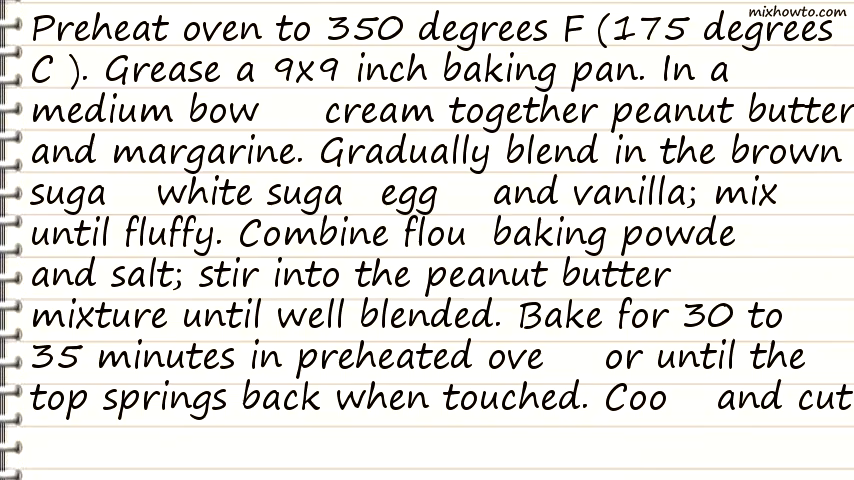 mixhowto.com
Preheat oven to 350 degrees F (175 degrees
C ). Grease a 9x9 inch baking pan. In a
medium bow cream together peanut butter
and margarine. Gradually blend in the brown
suga white suga egg and vanilla; mix
until fluffy. Combine flou baking powde
and salt; stir into the peanut butter
mixture until well blended. Bake for 30 to
35 minutes in preheated ove or until the
top springs back when touched. Coo and cut